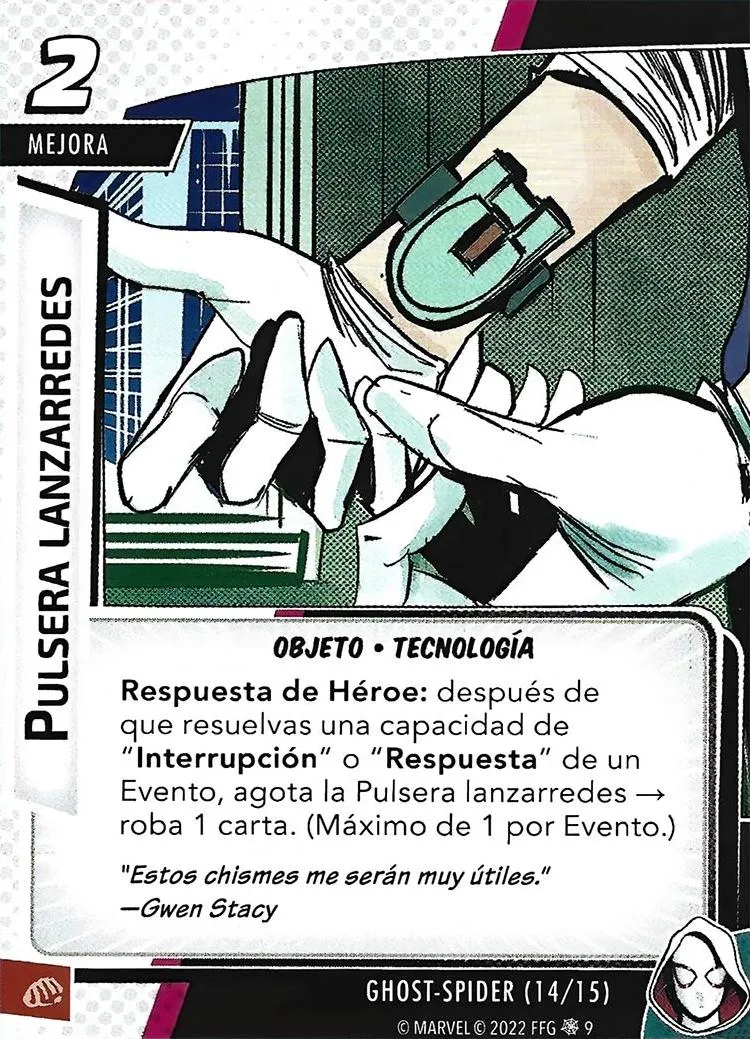 2
MEJORA
PULSERA LANZARREDES
OBJETO • TECNOLOGÍA
Respuesta de Héroe: después de
que resuelvas una capacidad de
“Interrupción” o “Respuesta” de un
Evento, agota la Pulsera lanzarredes →
roba 1 carta. (Máximo de 1 por Evento.)
"Estos chismes me serán muy útiles."
—Gwen Stacy
GHOST-SPIDER (14/15)
© MARVEL © 2022 FFG 9